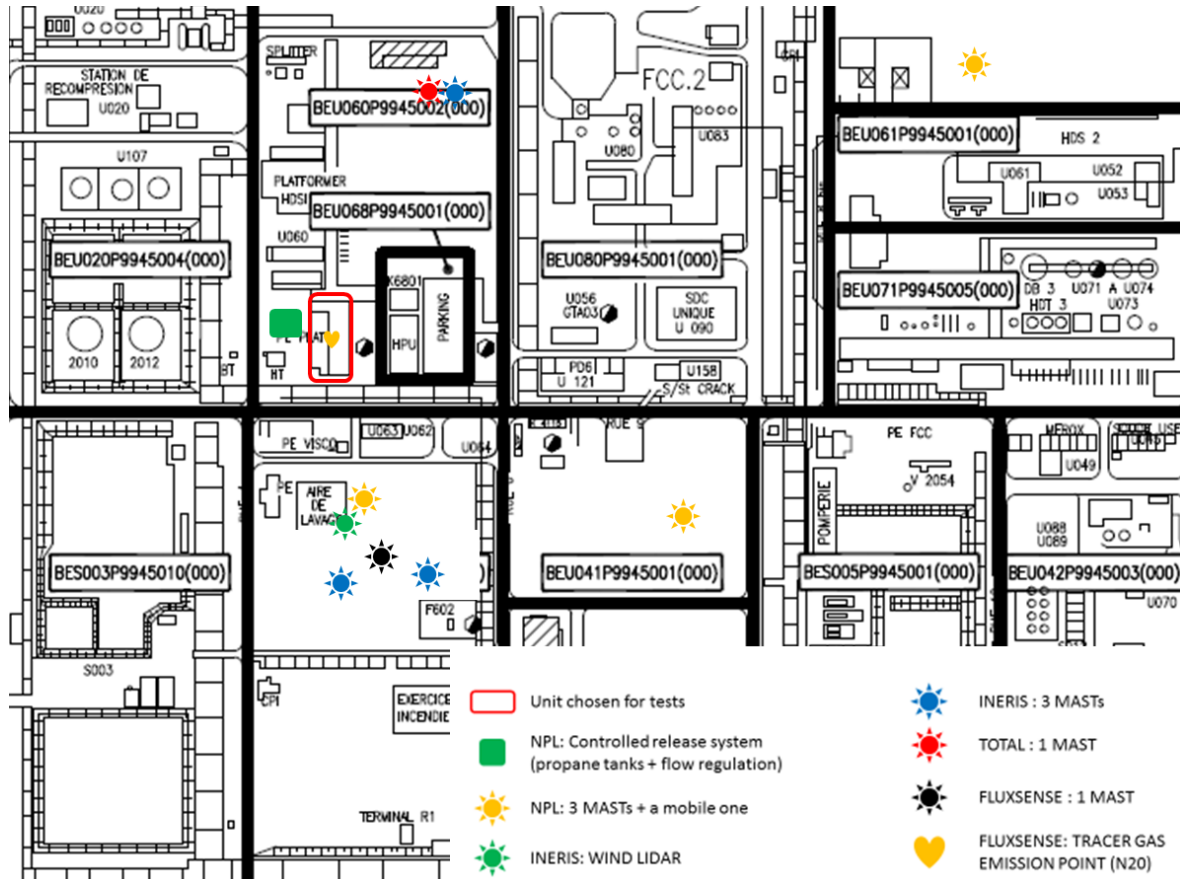 U020
STATION DE
RECOMPRESION
U020
U107
BEU020P9945004(000)
2010
2012
BT
SPLITTER
BEU060P9945002(000)
PLATFORMER
HDSI
BEU068P9945001(000)
U060
K6801
PARKING
HPU
HT
FCC.2
U083
U080
BEU080P9945001(000)
U056
GTA03
SDC
UNIQUE
U 090
PD6
U 121
U158
S/St CRACK
BEU061P9945001(000)
HDS 2
U061
U052
U053
BEU071P9945005(000)
DB 3
U071 A U074
HDT 3
U073
BES003P9945010(000)
S003
PE VISCO
U063
U062
U064
PE
AIRE
DE
LAVAGE
)
F602
CPI
EXERCICE
INCENDIE
TERMINAL R1
RUE 9
BEU041P9945001(000)
PE FCC
V 2054
POMPERIE
BES005P9945001(000)
MEROX
U049
U088
U089
BEU042P9945003(000)
U070
Unit chosen for tests
NPL: Controlled release system
(propane tanks + flow regulation)
NPL: 3 MASTs + a mobile one
INERIS: WIND LIDAR
INERIS : 3 MASTs
TOTAL : 1 MAST
FLUXSENSE : 1 MAST
FLUXSENSE: TRACER GAS
EMISSION POINT (N20)